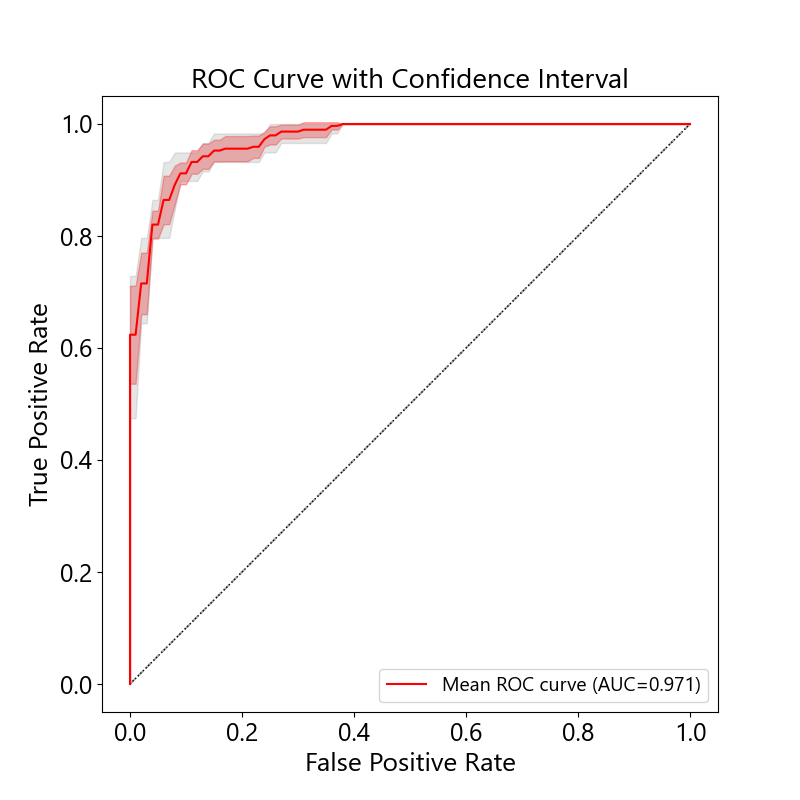 ROC Curve with Confidence Interval
1.0
0.8
0.6
0.4
0.2
0.0
True Positive Rate
Mean ROC curve (AUC=0.971)
0.0 0.2 0.4 0.6 0.8 1.0
False Positive Rate